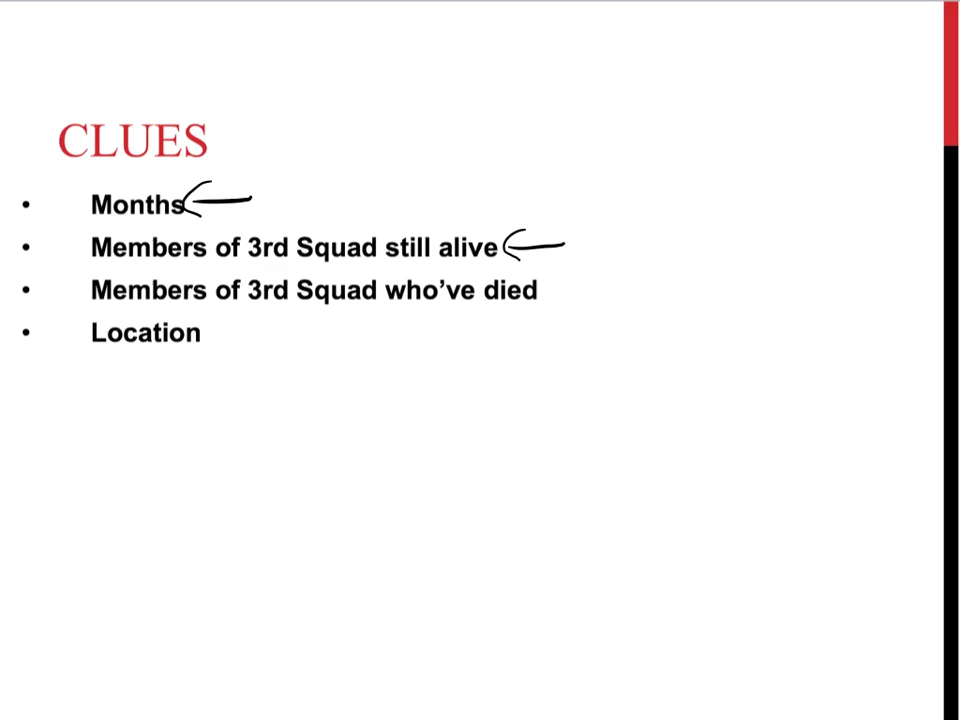 CLUES
• Months
• Members of 3rd Squad still alive
• Members of 3rd Squad who’ve died
• Location